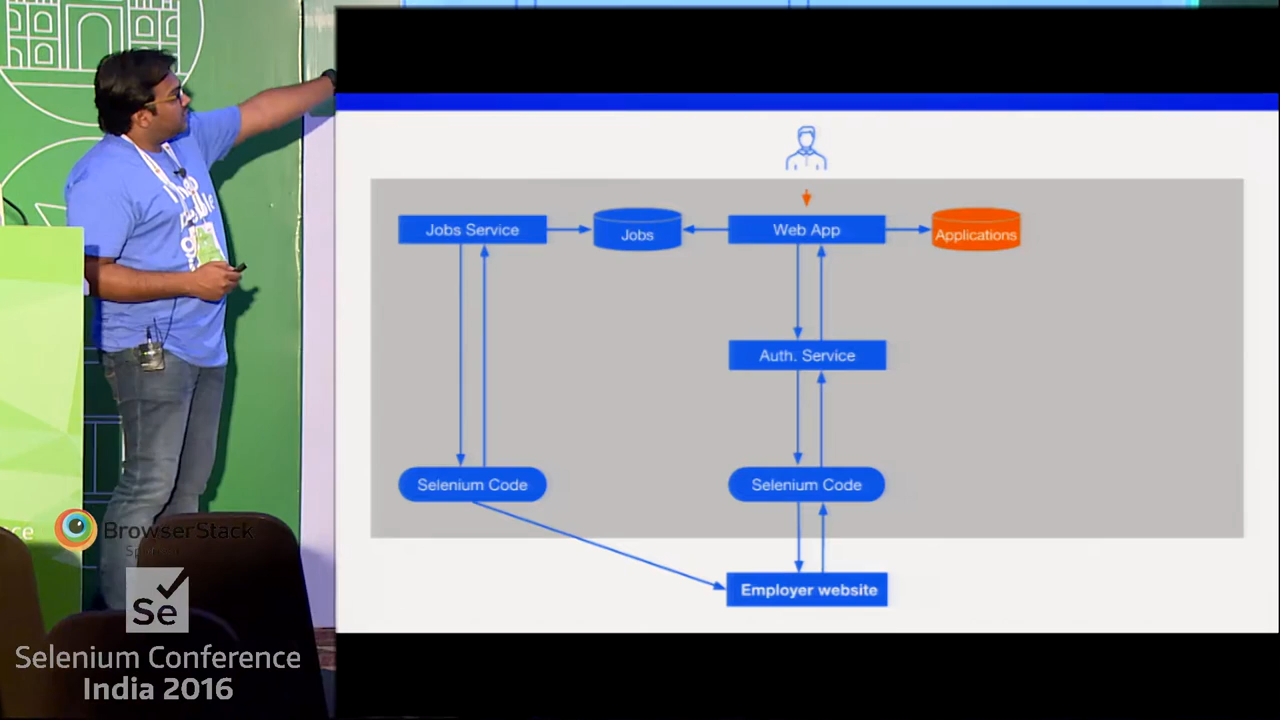 Jobs Service
Jobs
Web App
Applications
Auth. Service
Selenium Code
Selenium Code
Employer website
BrowserStack
Se
Selenium Conference
India 2016